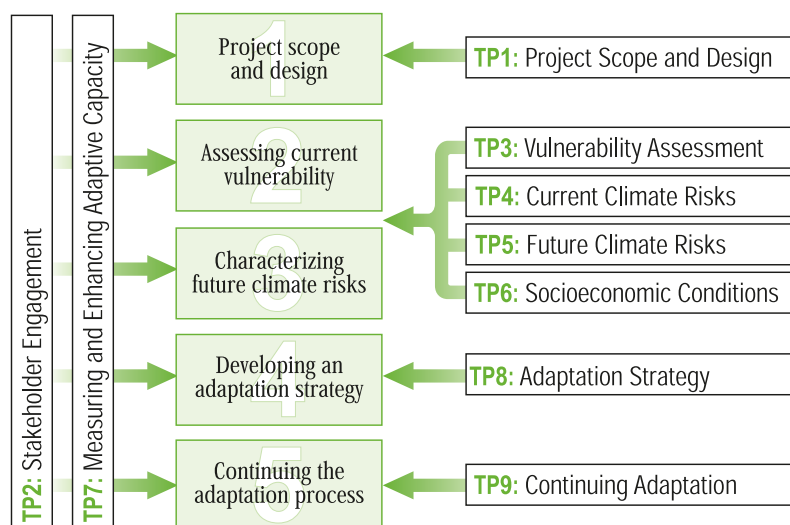 TP2: Stakeholder Engagement
TP7: Measuring and Enhancing Adaptive Capacity
1
Project scope
and design
TP1: Project Scope and Design
2
Assessing current
vulnerability
3
Characterizing
future climate risks
TP3: Vulnerability Assessment
TP4: Current Climate Risks
TP5: Future Climate Risks
TP6: Socioeconomic Conditions
4
Developing an
adaptation strategy
TP8: Adaptation Strategy
5
Continuing the
adaptation process
TP9: Continuing Adaptation